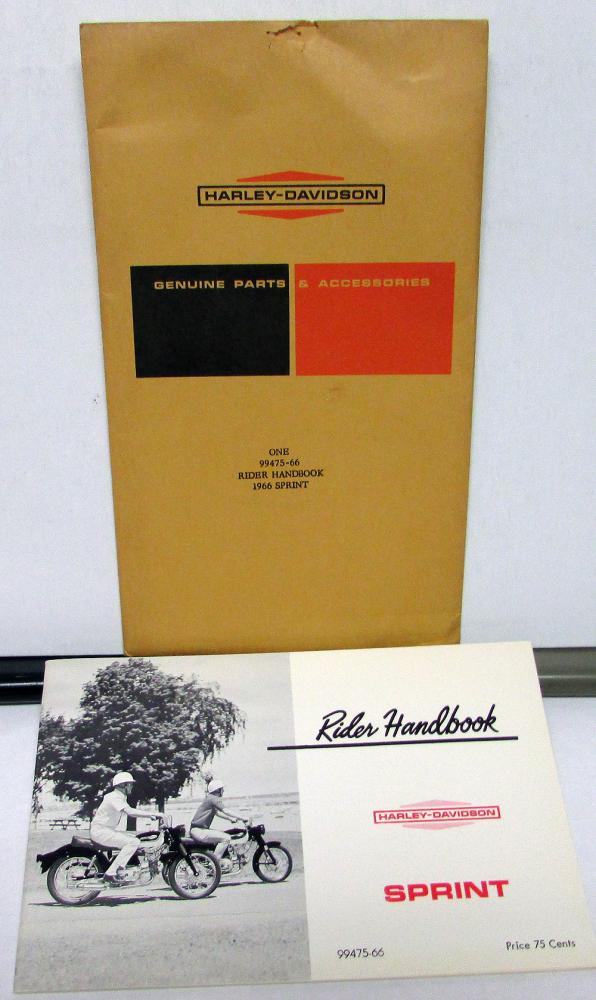 HARLEY-DAVIDSON
GENUINE PARTS & ACCESSORIES
ONE
99475-66
RIDER HANDBOOK
1966 SPRINT
Rider Handbook
HARLEY-DAVIDSON
SPRINT
99475-66
Price 75 Cents